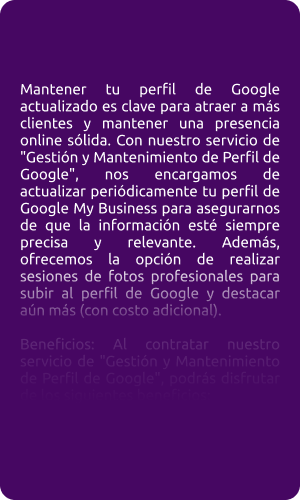 Mantener tu perfil de Google
actualizado es clave para atraer a más
clientes y mantener una presencia
online sólida. Con nuestro servicio de
"Gestión y Mantenimiento de Perfil de
Google", nos encargamos de
actualizar periódicamente tu perfil de
Google My Business para asegurarnos
de que la información esté siempre
precisa y relevante. Además,
ofrecemos la opción de realizar
sesiones de fotos profesionales para
subir al perfil de Google y destacar
aún más (con costo adicional).
Beneficios: Al contratar nuestro
servicio de "Gestión y Mantenimiento
de Perfil de Google", podrás disfrutar
de los siguientes beneficios